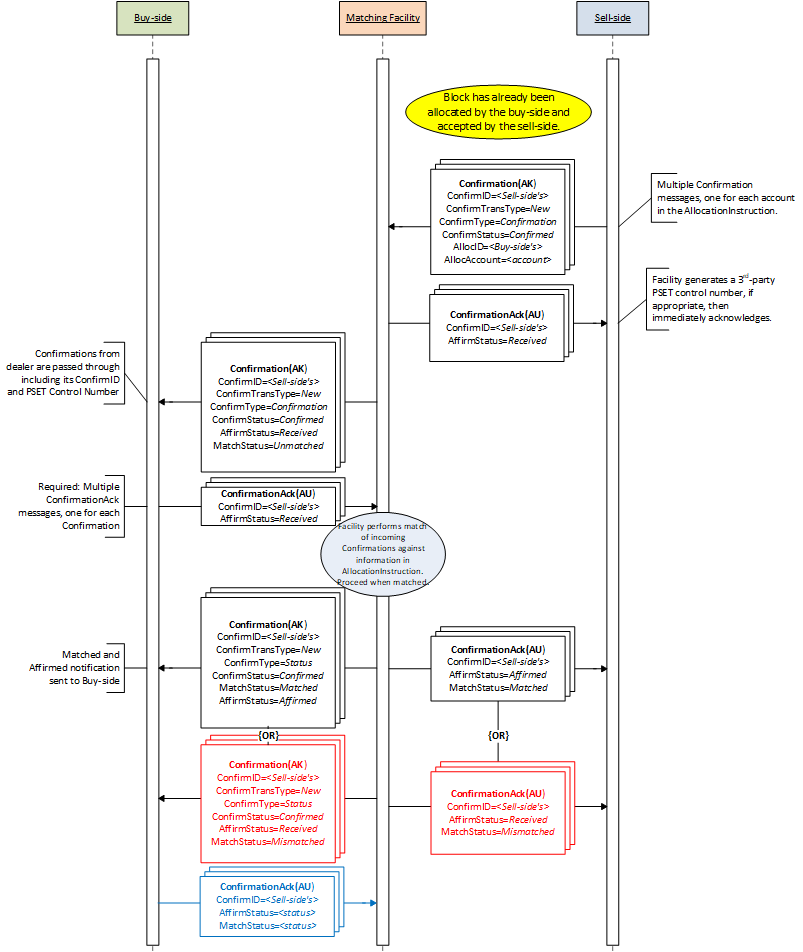 Buy-side
Matching Facility
Sell-side
Block has already been
allocated by the buy-side and
accepted by the sell-side.
Confirmation(AK)
ConfirmID=<Sell-side's>
ConfirmTransType=New
ConfirmType=Confirmation
ConfirmStatus=Confirmed
AllocID=<Buy-side's>
AllocAccount=<account>
Multiple Confirmation
messages, one for each account
in the AllocationInstruction.
ConfirmationAck(AU)
ConfirmID=<Sell-side's>
AffirmStatus=Received
Facility generates a 3rd-party
PSET control number, if
appropriate, then
immediately acknowledges.
Confirmations from
dealer are passed through
including its ConfirmID
and PSET Control Number
Confirmation(AK)
ConfirmID=<Sell-side's>
ConfirmTransType=New
ConfirmType=Confirmation
ConfirmStatus=Confirmed
AffirmStatus=Received
MatchStatus=Unmatched
Required: Multiple
ConfirmationAck
messages, one for each
Confirmation
ConfirmationAck(AU)
ConfirmID=<Sell-side's>
AffirmStatus=Received
Facility performs match
of incoming
Confirmations against
information in
AllocationInstruction.
Proceed when matched.
Matched and
Affirmed notification
sent to Buy-side
Confirmation(AK)
ConfirmID=<Sell-side's>
ConfirmTransType=New
ConfirmType=Status
ConfirmStatus=Confirmed
MatchStatus=Matched
AffirmStatus=Affirmed
ConfirmationAck(AU)
ConfirmID=<Sell-side's>
AffirmStatus=Affirmed
MatchStatus=Matched
{OR}
{OR}
Confirmation(AK)
ConfirmID=<Sell-side's>
ConfirmTransType=New
ConfirmType=Status
ConfirmStatus=Confirmed
AffirmStatus=Received
MatchStatus=Mismatched
ConfirmationAck(AU)
ConfirmID=<Sell-side's>
AffirmStatus=Received
MatchStatus=Mismatched
ConfirmationAck(AU)
ConfirmID=<Sell-side's>
AffirmStatus=<status>
MatchStatus=<status>